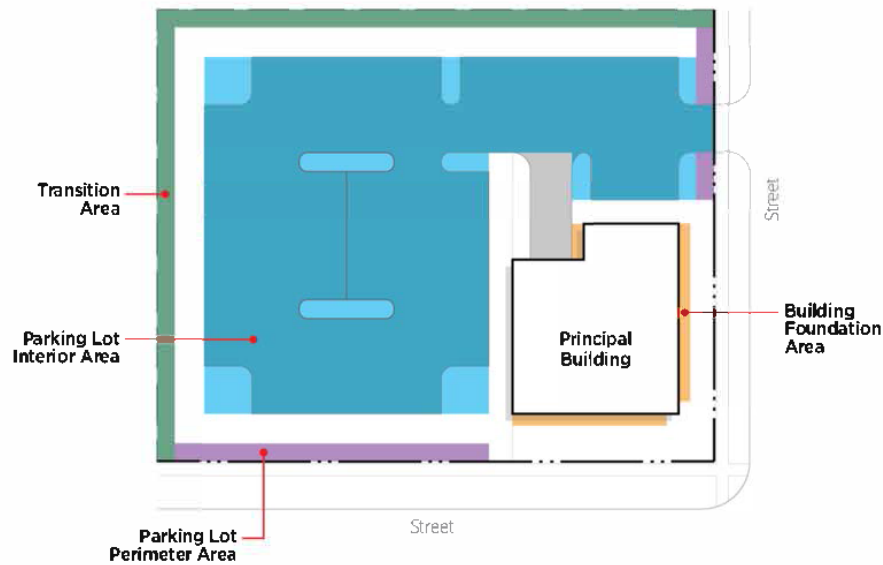 Transition
Area
Street
Parking Lot
Interior Area
Principal
Building
Building
Foundation
Area
Street
Parking Lot
Perimeter Area